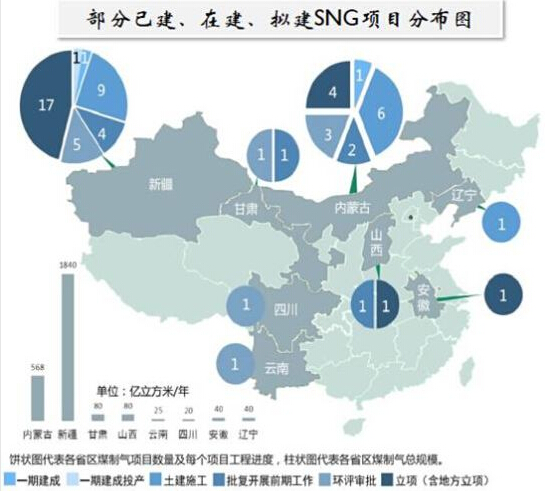 部分已建、在建、拟建SNG项目分布图
1 1
17
9
4
5
1
4
6
3
2
1 1
新疆
甘肃
内蒙古
辽宁
1
山西
安徽
1
1 1
1
四川
1
云南
1840
568
80
80
25
20
40
40
单位：亿立方米/年
内蒙古 新疆 甘肃 山西 云南 四川 安徽 辽宁
饼状图代表各省区煤制气项目数量及每个项目工程进度，柱状图代表各省区煤制气总规模。
一期建成 一期建成投产 土建施工 批复开展前期工作 环评审批 立项（含地方立项）